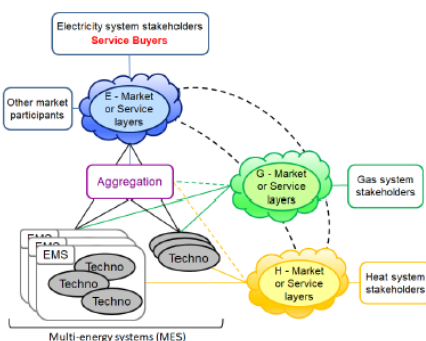 Electricity system stakeholders
Service Buyers
Other market
participants
E - Market
or Service
layers
Aggregation
G - Market
or Service
layers
Gas system
stakeholders
EMS
EMS
EMS
Techno
Techno
Techno
Techno
H - Market
or Service
layers
Heat system
stakeholders
Multi-energy systems (MES)